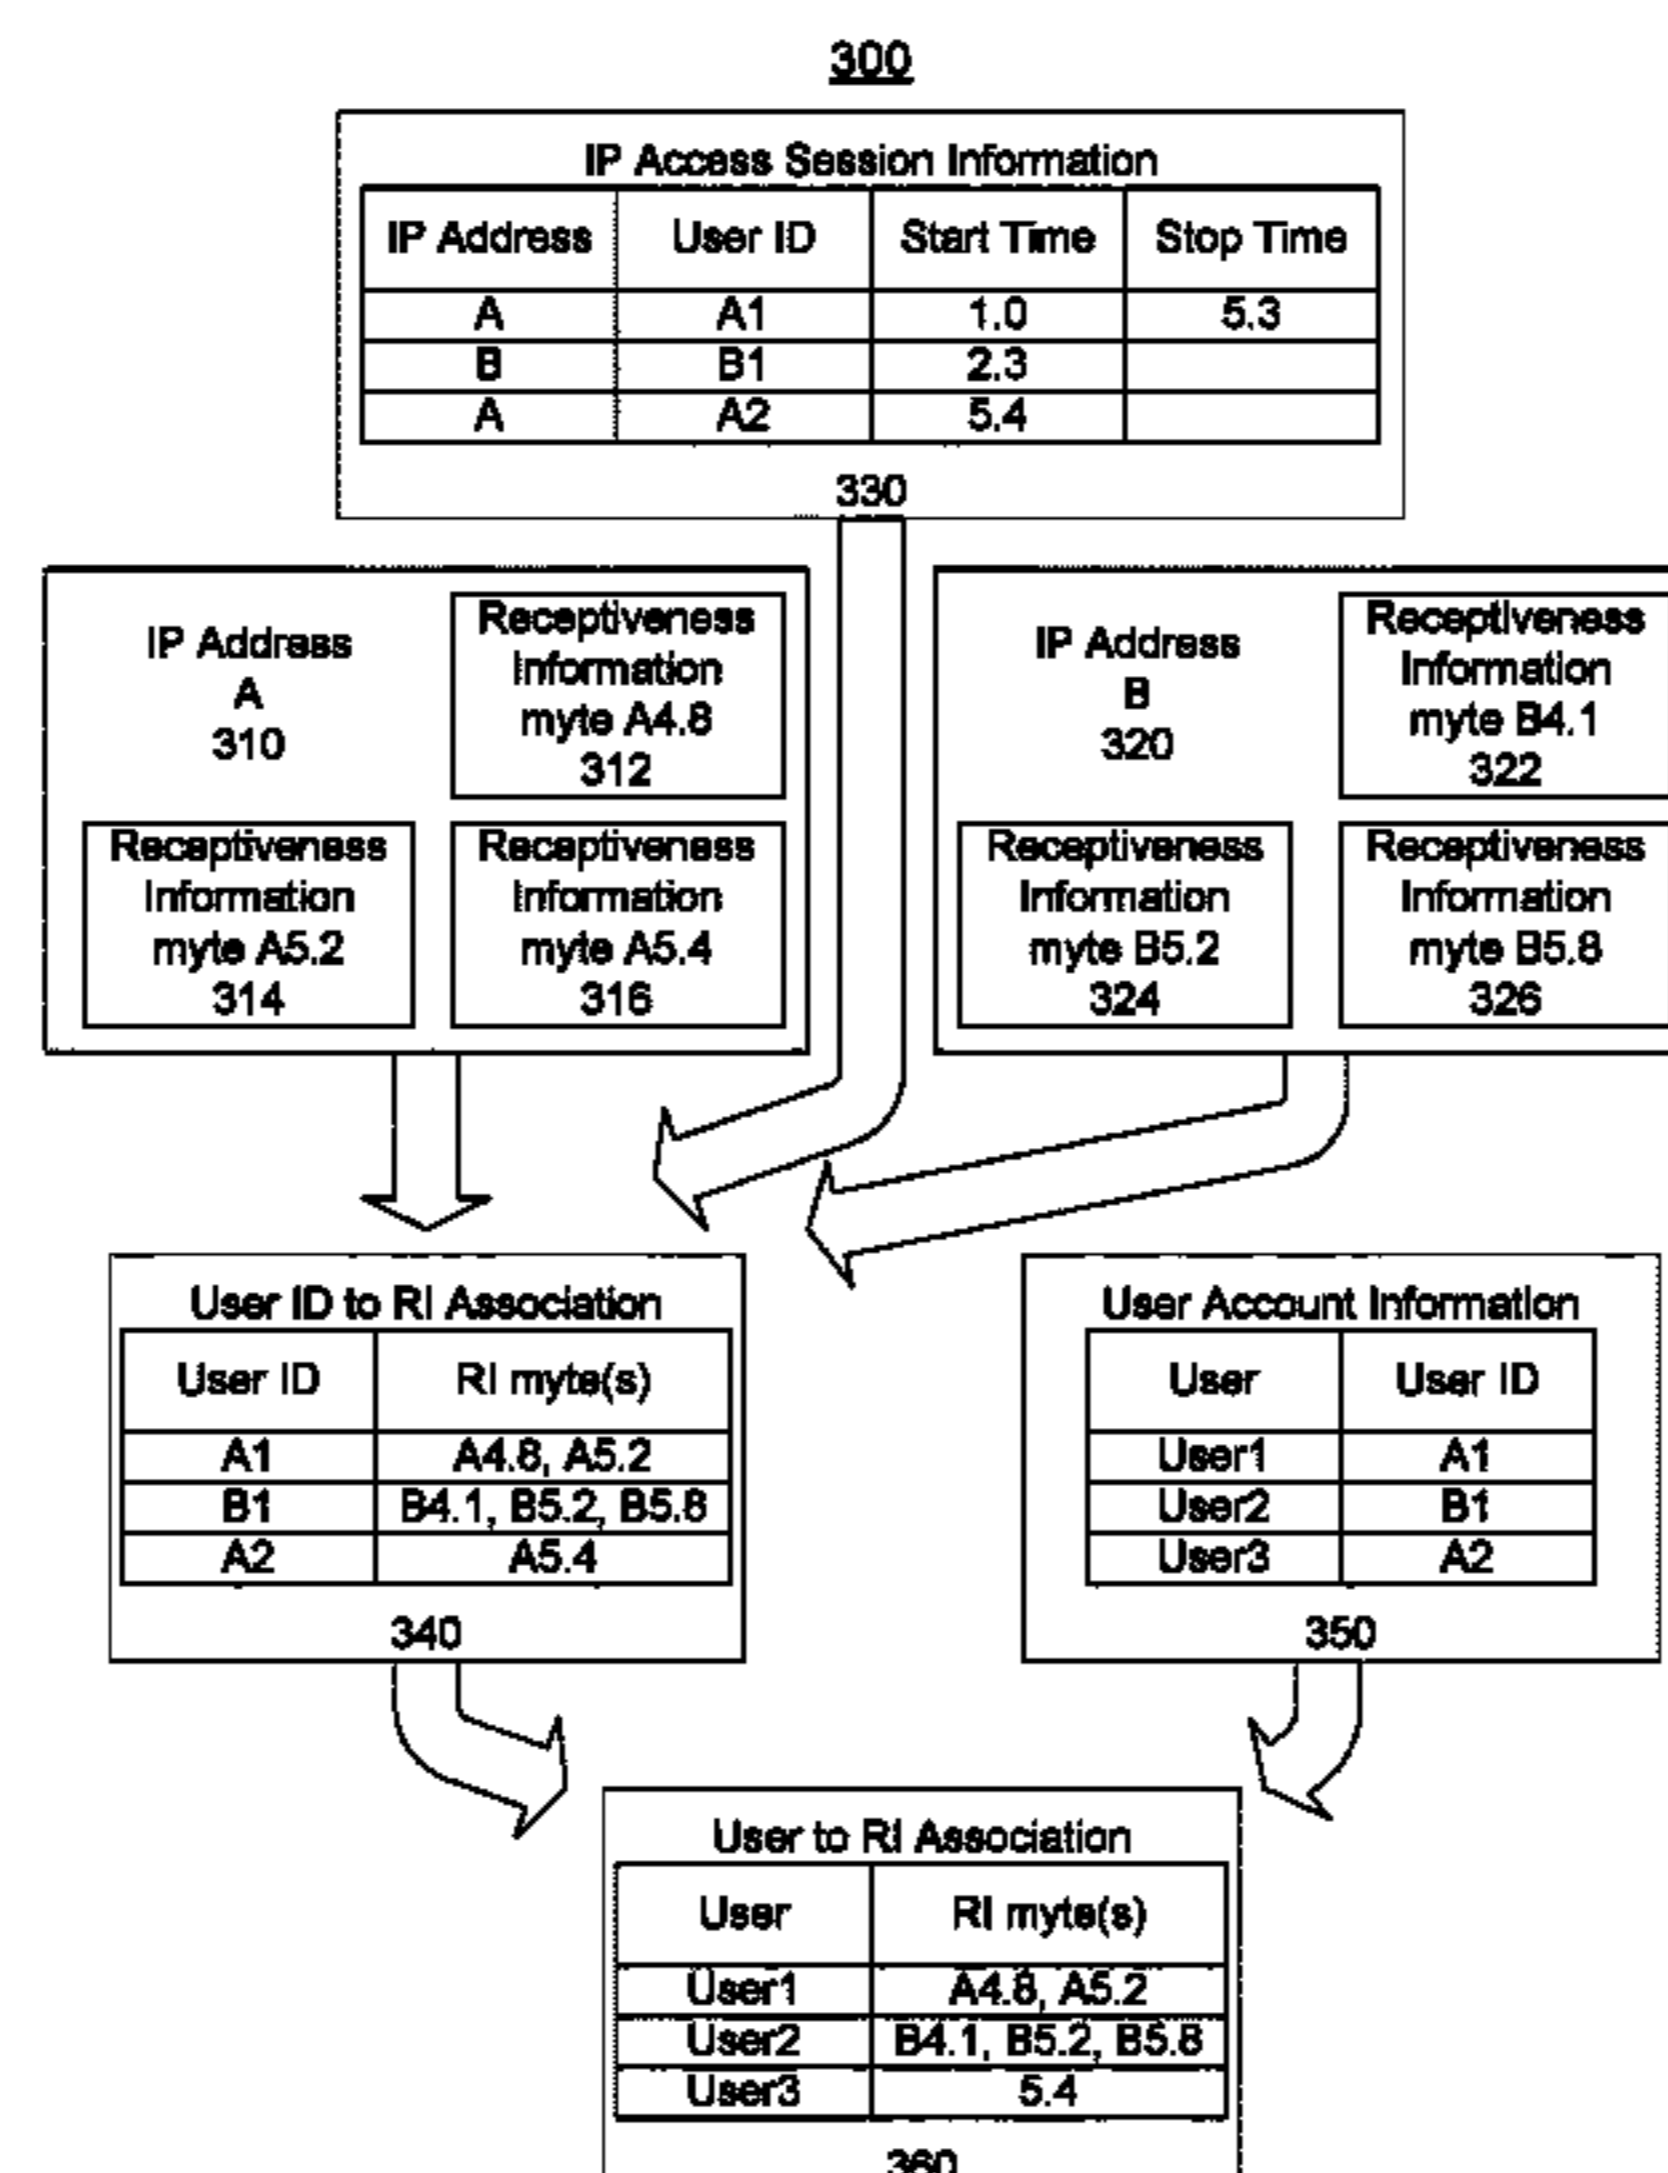 300
IP Access Session Information
IP Address User ID Start Time Stop Time
A A1 1.0 5.3
B B1 2.3
A A2 5.4
330
IP Address
A
310
Receptiveness
Information
myte A4.8
312
Receptiveness
Information
myte A5.2
314
Receptiveness
Information
myte A5.4
316
IP Address
B
320
Receptiveness
Information
myte B4.1
322
Receptiveness
Information
myte B5.2
324
Receptiveness
Information
myte B5.8
326
User ID to RI Association
User ID RI myte(s)
A1 A4.8, A5.2
B1 B4.1, B5.2, B5.8
A2 A5.4
340
User Account Information
User User ID
User1 A1
User2 B1
User3 A2
350
User to RI Association
User RI myte(s)
User1 A4.8, A5.2
User2 B4.1, B5.2, B5.8
User3 5.4
360